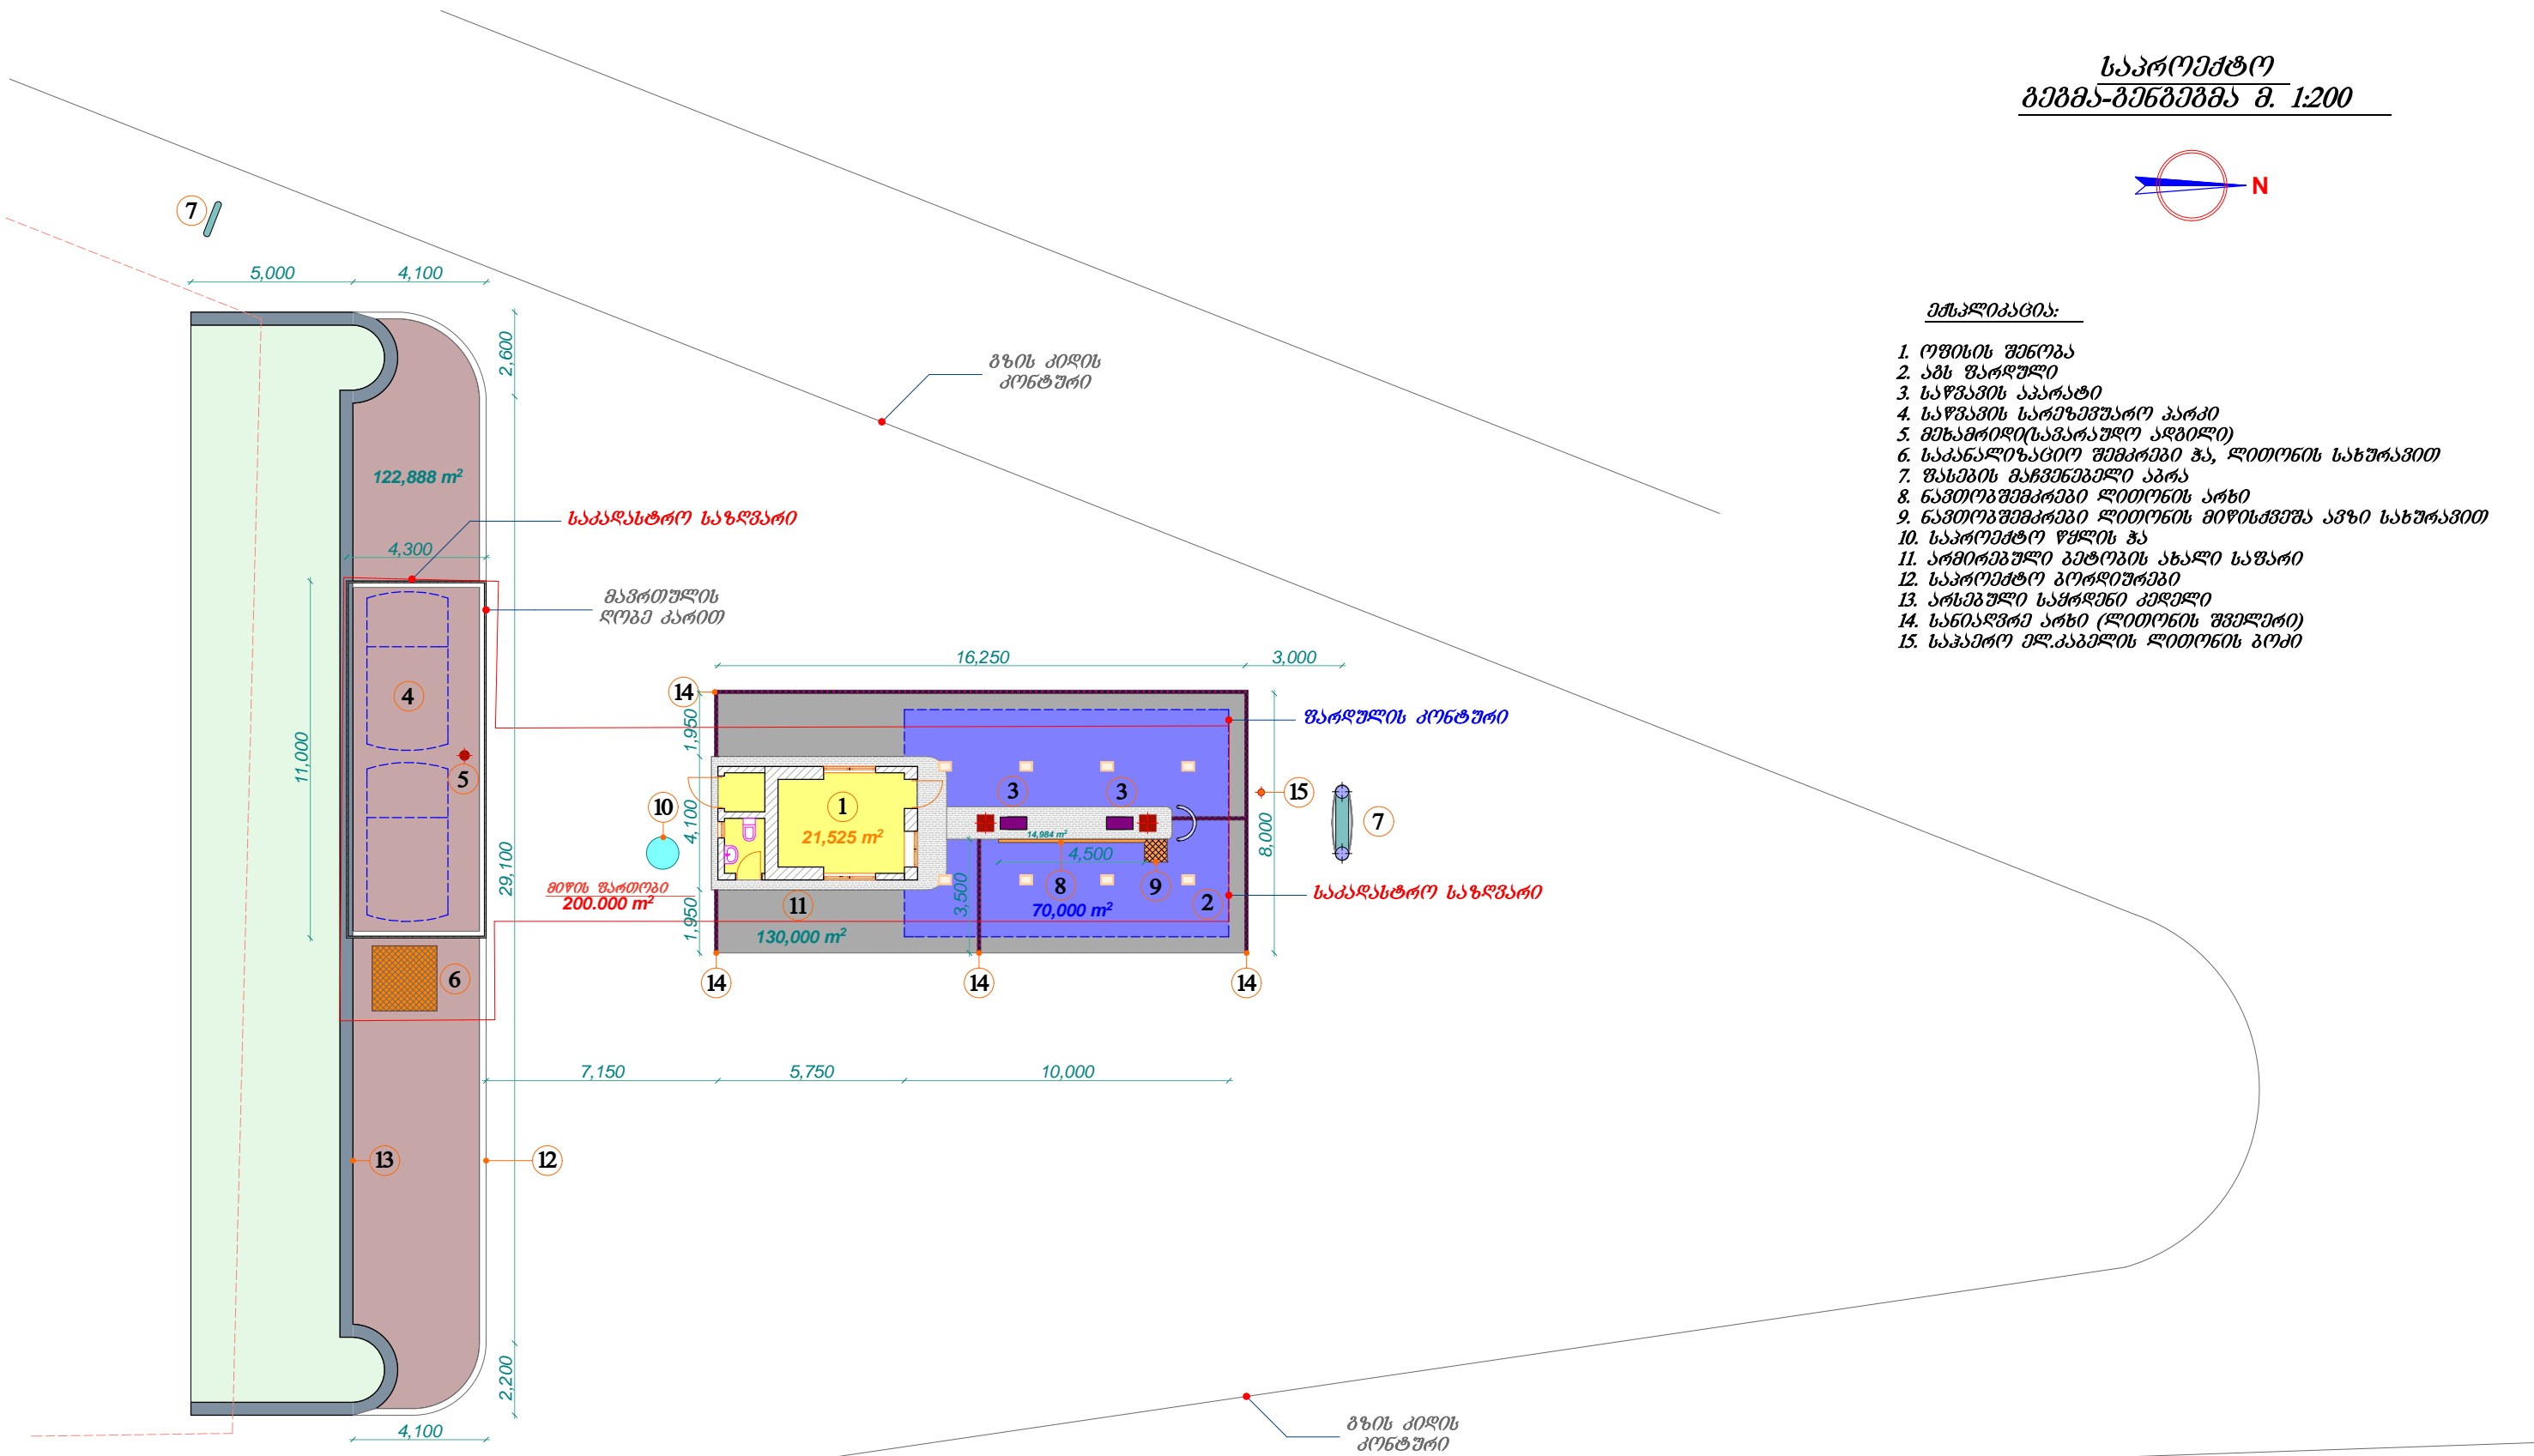 საპროექტო
გეგმა-გენგეგმა მ. 1:200
N
7
5,000
4,100
2,600
გზის კიდის
კონტური
ექსპლიკაცია:
1. ოფისის შენობა
2. აგს ფარდული
3. საწვავის აპარატი
4. საწვავის სარეზევუარო პარკი
5. მეხამრიდი(სავარაუდო ადგილი)
6. საკანალიზაციო შემკრები ჭა, ლითონის სახურავით
7. ფასების მაჩვენებელი აბრა
8. ნავთობშემკრები ლითონის არხი
9. ნავთობშემკრები ლითონის მიწისქვეშა ავზი სახურავით
10. საპროექტო წყლის ჭა
11. არმირებული ბეტობის ახალი საფარი
12. საპროექტო ბორდიურები
13. არსებული საყრდენი კედელი
14. სანიაღვრე არხი (ლითონის შველერი)
15. საჰაერო ელ.კაბელის ლითონის ბოძი
122,888 m²
საკადასტრო საზღვარი
4,300
მავრთულის
ღობე კარით
16,250
3,000
4
14
1,950
ფარდულის კონტური
11,000
5
10
4,100
1
21,525 m²
3
3
14,984 m²
15
8,000
7
4,500
29,100
მიწის ფართობი
200.000 m²
1,950
11
130,000 m²
3,500
8
9
70,000 m²
2
საკადასტრო საზღვარი
6
14
14
14
7,150
5,750
10,000
13
12
2,200
4,100
გზის კიდის
კონტური